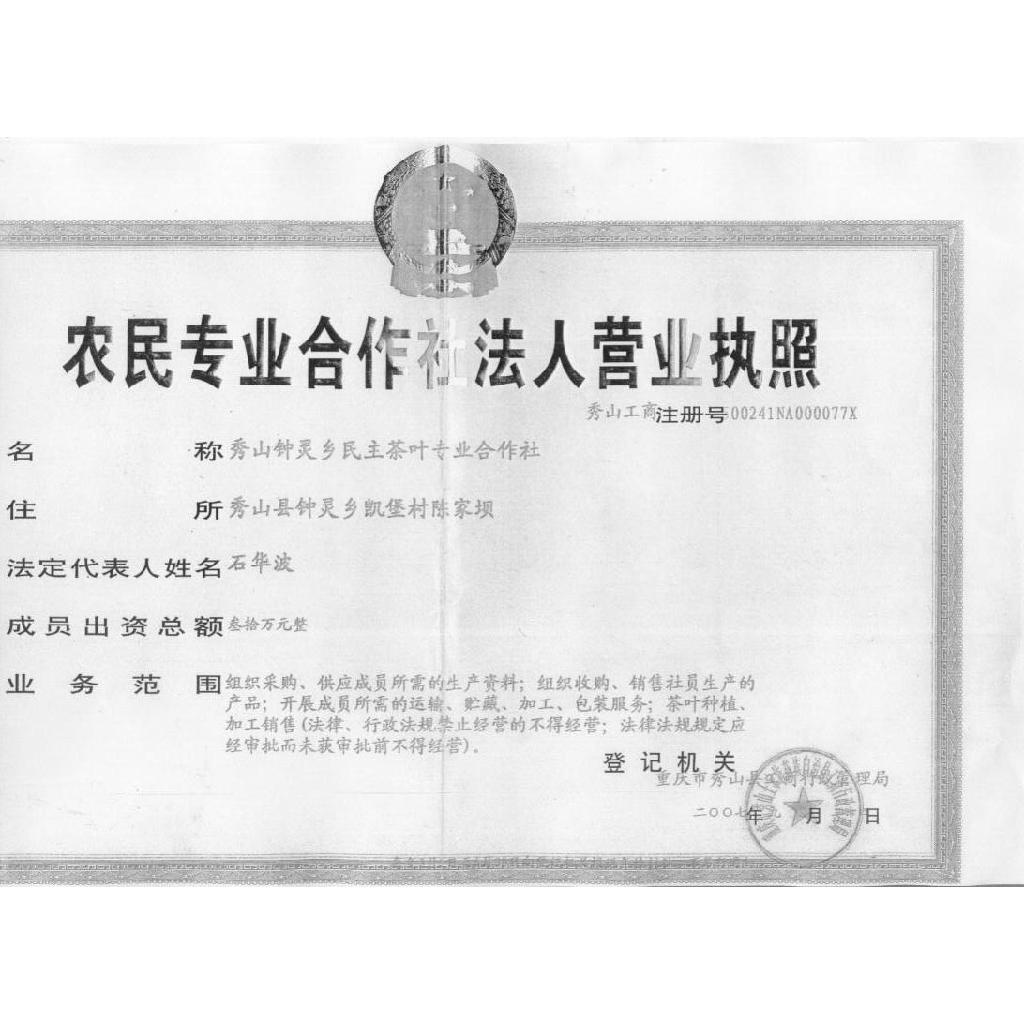 农民专业合作社法人营业执照
秀山工商注册号00241NA000077X
名称 秀山钟灵乡民主茶叶专业合作社
住所 秀山县钟灵乡凯堡村陈家坝
法定代表人姓名 石华波
成员出资总额 叁拾万元整
业务范围 组织采购、供应成员所需的生产资料；组织收购、销售社员生产的
产品；开展成员所需的运输、贮藏、加工、包装服务；茶叶种植、
加工销售(法律、行政法规禁止经营的不得经营；法律法规规定应
经审批而未获审批前不得经营)。
登记机关
重庆市秀山县工商行政管理局
二00七年 月 日